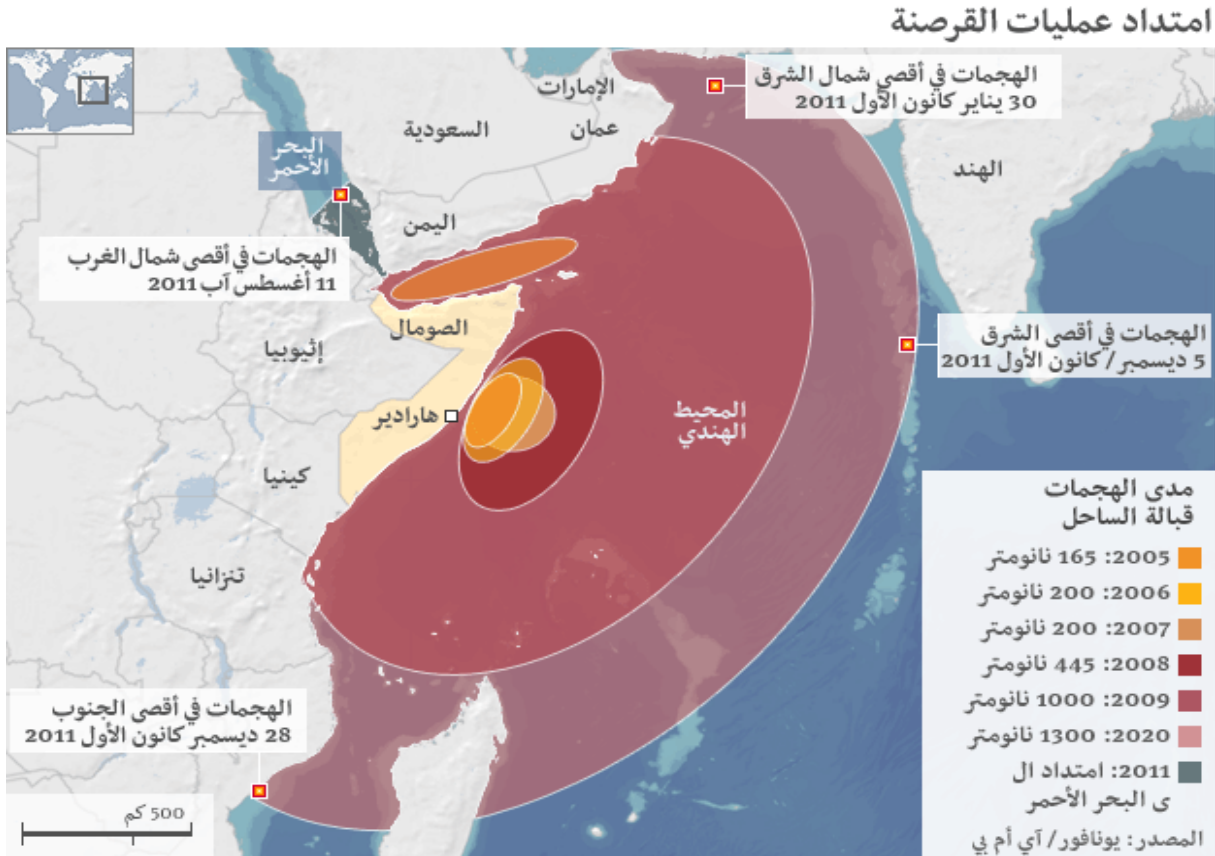 امتداد عمليات القرصنة
الهجمات في أقصى شمال الشرق
30 يناير كانون الأول 2011
الإمارات
عمان
السعودية
البحر
الأحمر
الهند
اليمن
الهجمات في أقصى شمال الغرب
11 أغسطس آب 2011
الصومال
إثيوبيا
الهجمات في أقصى الشرق
5 ديسمبر/ كانون الأول 2011
هارادير
المحيط
الهندي
كينيا
تنزانيا
مدى الهجمات
قبالة الساحل
2005: 165 نانومتر
2006: 200 نانومتر
2007: 200 نانومتر
2008: 445 نانومتر
2009: 1000 نانومتر
2020: 1300 نانومتر
2011: امتداد ال
ى البحر الأحمر
الهجمات في أقصى الجنوب
28 ديسمبر كانون الأول 2011
500 كم
المصدر: يونافور/ آي أم بي